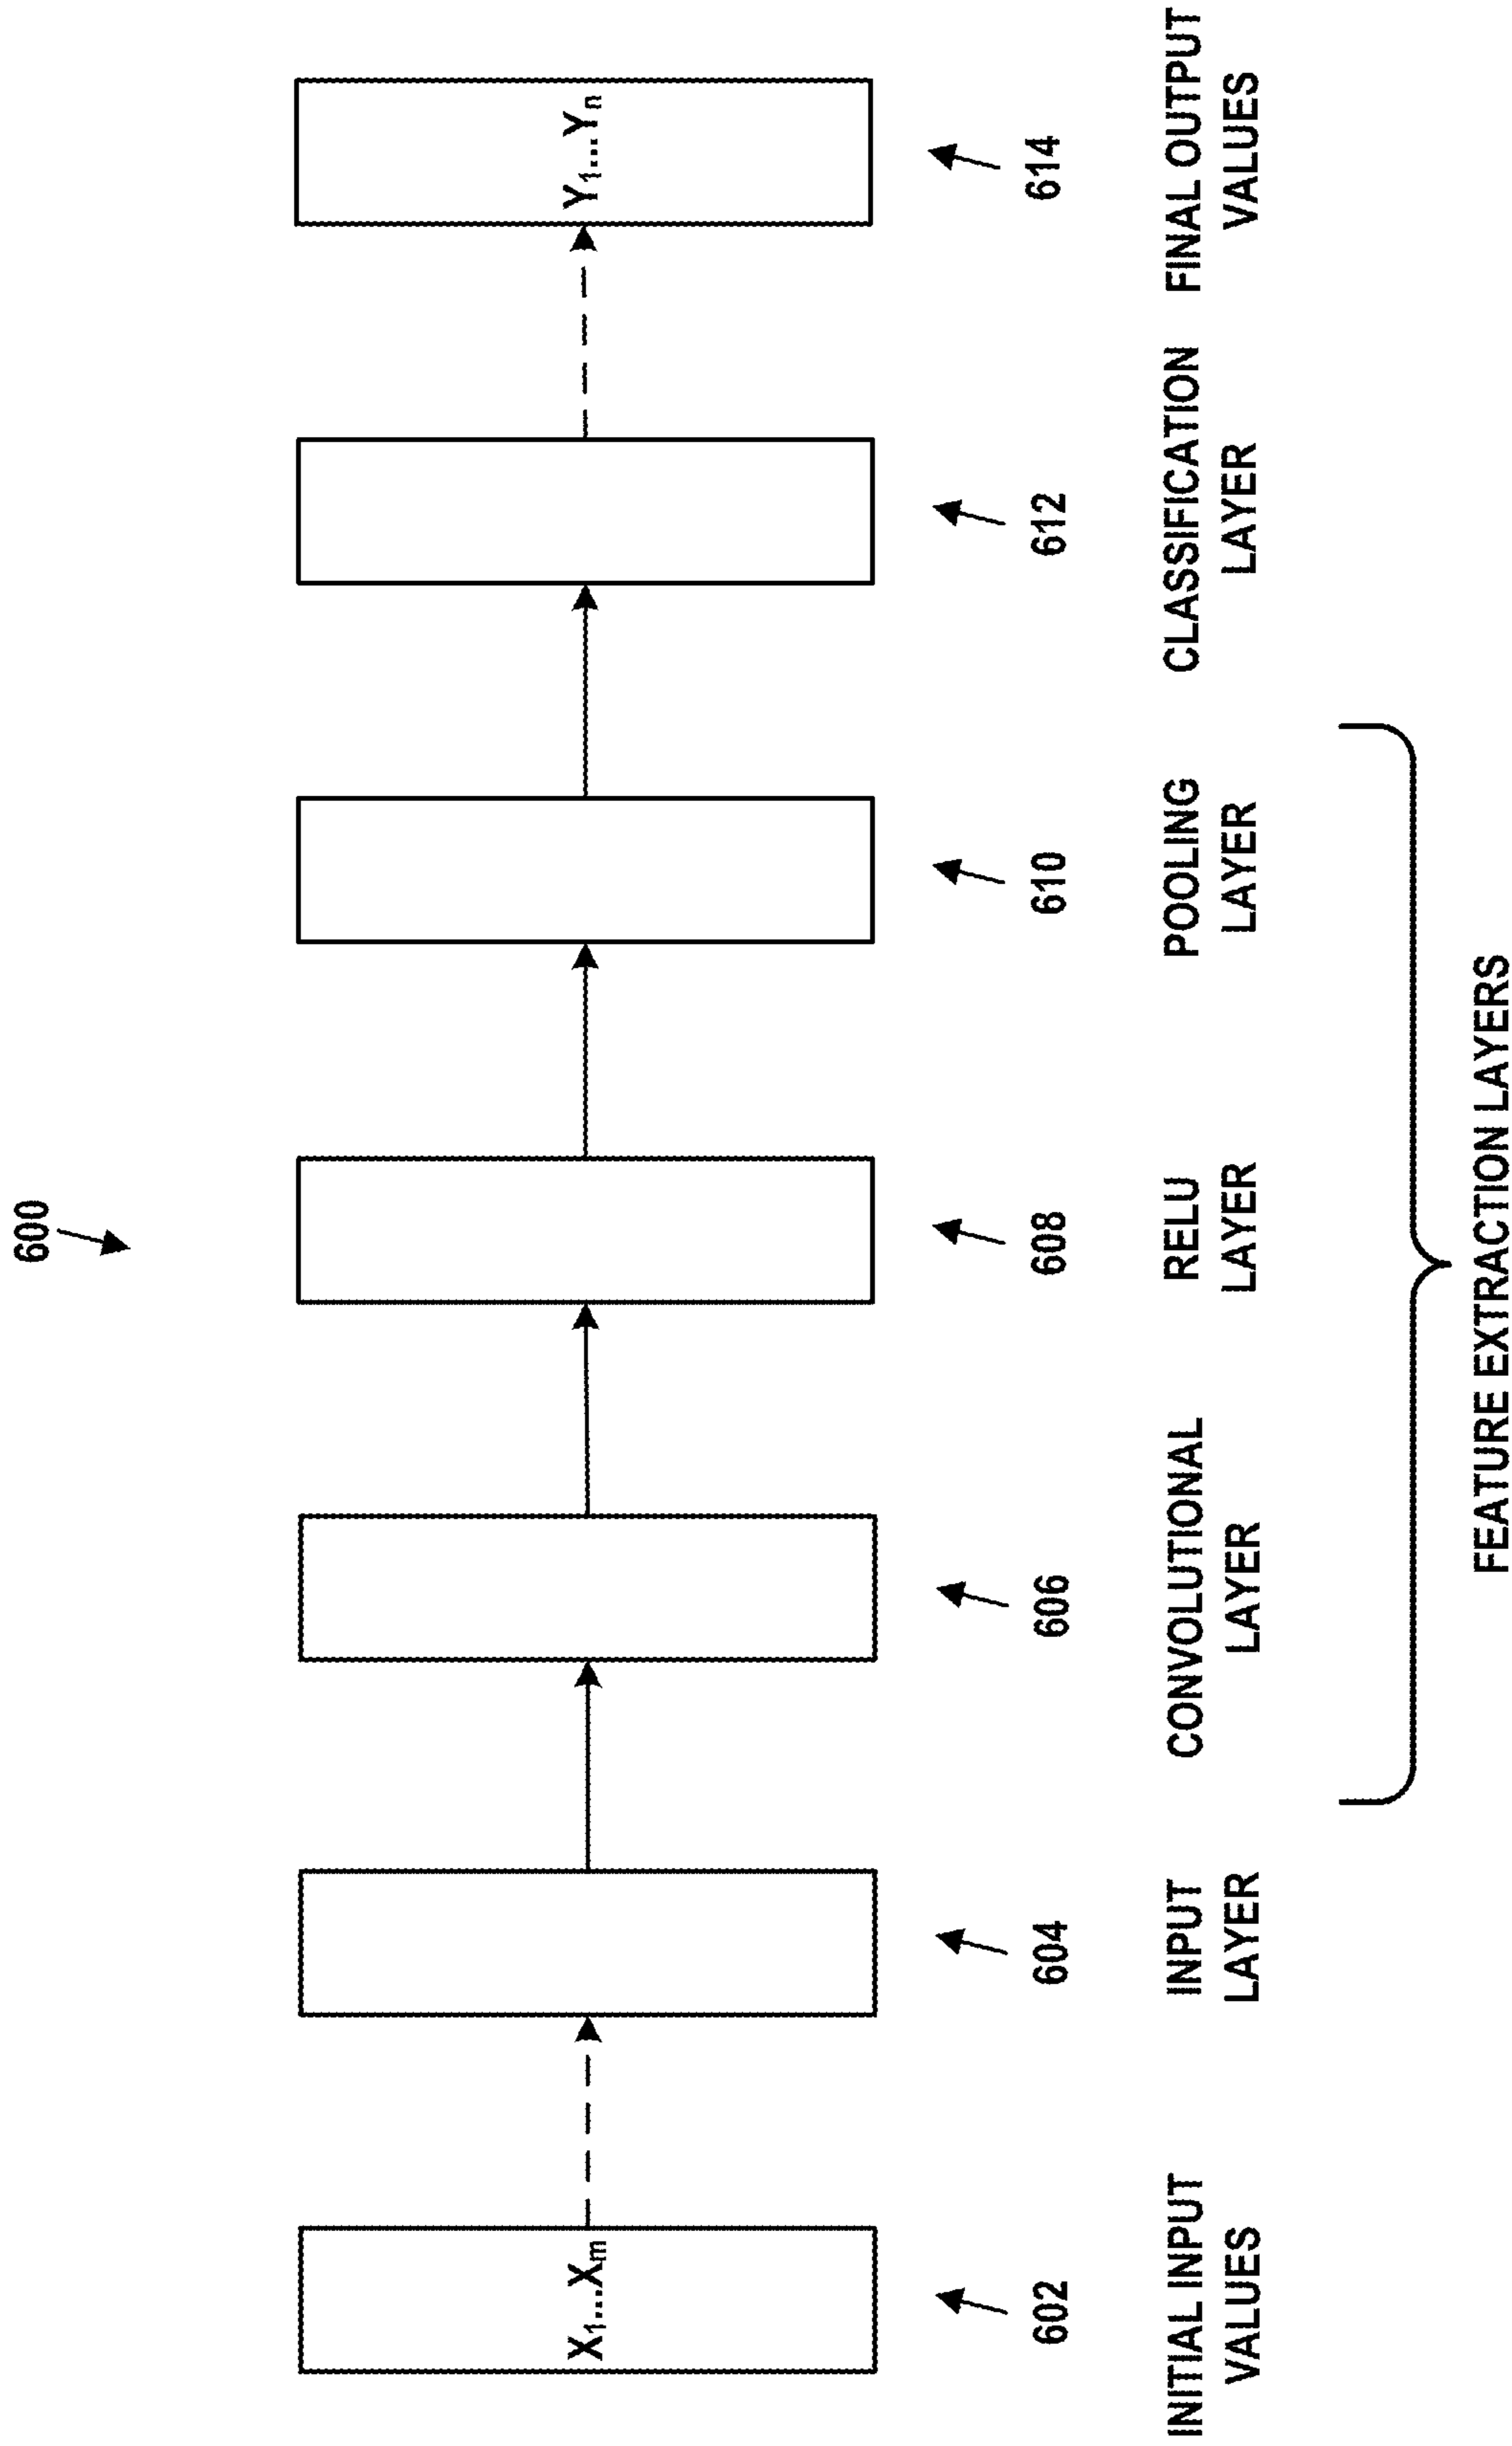 600
X1...Xm
Y1...Yn
602
604
606
608
610
612
614
INITIAL INPUT
VALUES
INPUT
LAYER
CONVOLUTIONAL
LAYER
RELU
LAYER
POOLING
LAYER
CLASSIFICATION
LAYER
FINAL OUTPUT
VALUES
FEATURE EXTRACTION LAYERS